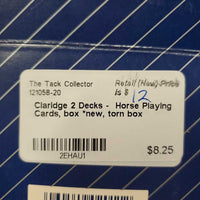 The Tack Collector
Retail (New) Price
121058-20
Is $ 12
Claridge 2 Decks - Horse Playing
Cards, box *new, torn box
2EHAU1
$8.25